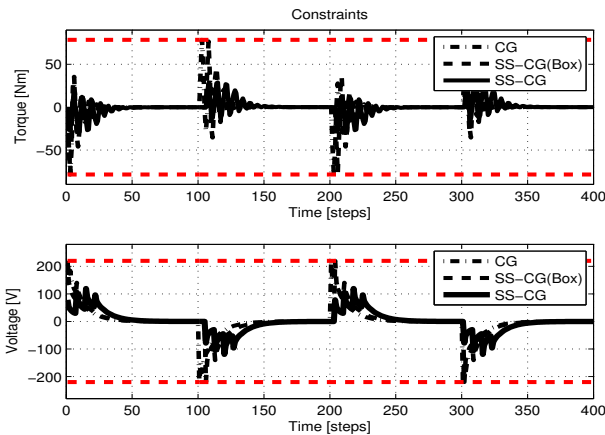 Constraints
Torque [Nm]
50
0
−50
CG
SS−CG(Box)
SS−CG
0 50 100 150 200 250 300 350 400
Time [steps]
Voltage [V]
200
100
0
−100
−200
CG
SS−CG(Box)
SS−CG
0 50 100 150 200 250 300 350 400
Time [steps]